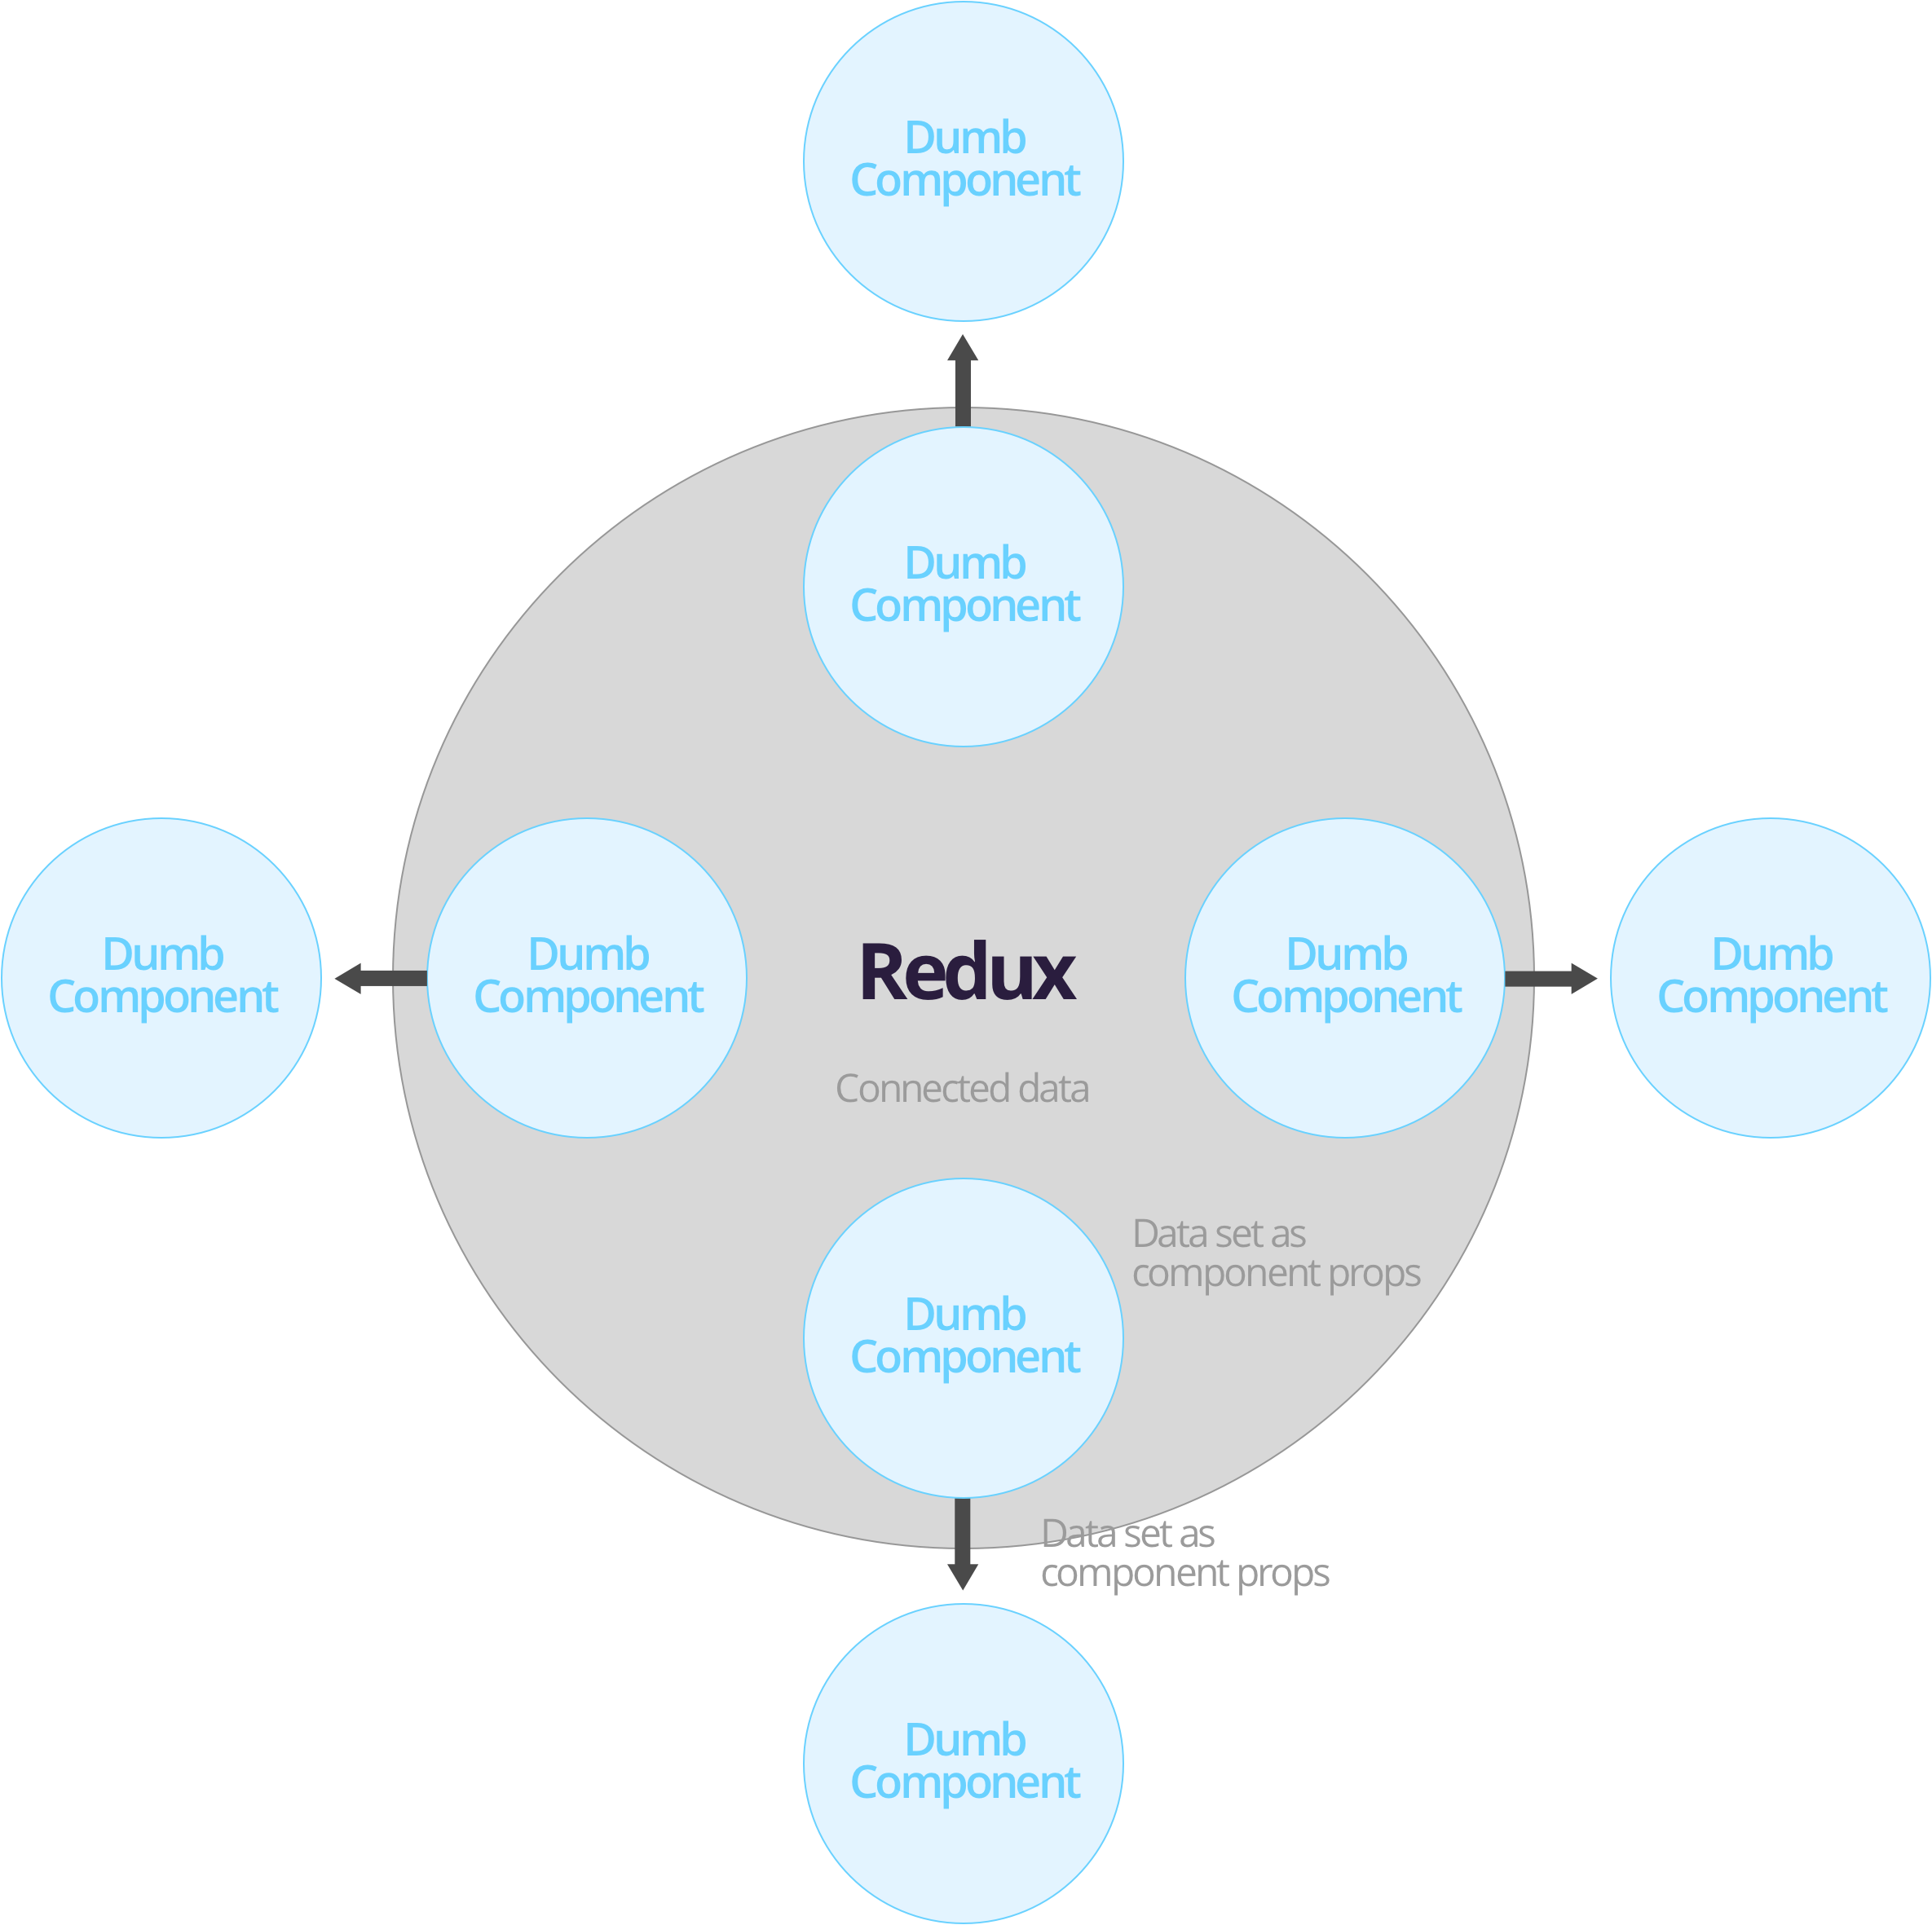 Dumb
Component
Dumb
Component
Dumb
Component
Dumb
Component
Redux
Connected data
Dumb
Component
Dumb
Component
Data set as
component props
Dumb
Component
Data set as
component props
Dumb
Component